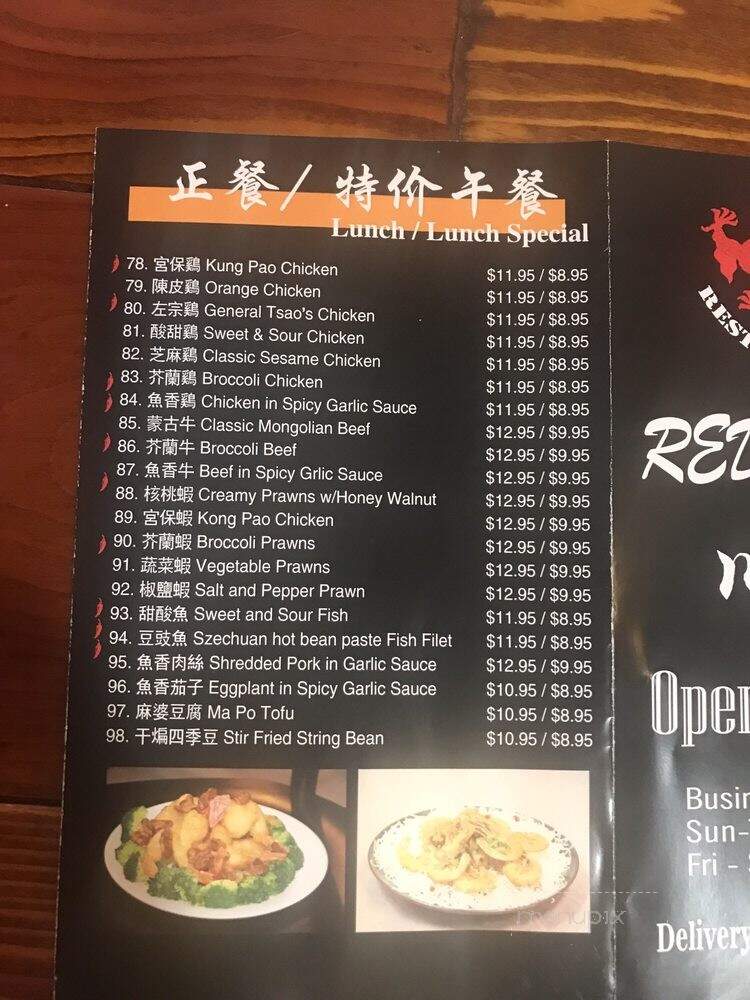 正餐/ 特价午餐
Lunch / Lunch Special
78. 宮保鷄 Kung Pao Chicken $11.95 / $8.95
79. 陳皮鷄 Orange Chicken $11.95 / $8.95
80. 左宗鷄 General Tsao's Chicken $11.95 / $8.95
81. 酸甜鷄 Sweet & Sour Chicken $11.95 / $8.95
82. 芝麻鷄 Classic Sesame Chicken $11.95 / $8.95
83. 芥蘭鷄 Broccoli Chicken $11.95 / $8.95
84. 魚香鷄 Chicken in Spicy Garlic Sauce $11.95 / $8.95
85. 蒙古牛 Classic Mongolian Beef $12.95 / $9.95
86. 芥蘭牛 Broccoli Beef $12.95 / $9.95
87. 魚香牛 Beef in Spicy Grlic Sauce $12.95 / $9.95
88. 核桃蝦 Creamy Prawns w/Honey Walnut $12.95 / $9.95
89. 宮保蝦 Kong Pao Chicken $12.95 / $9.95
90. 芥蘭蝦 Broccoli Prawns $12.95 / $9.95
91. 蔬菜蝦 Vegetable Prawns $12.95 / $9.95
92. 椒鹽蝦 Salt and Pepper Prawn $12.95 / $9.95
93. 甜酸魚 Sweet and Sour Fish $11.95 / $8.95
94. 豆豉魚 Szechuan hot bean paste Fish Filet $11.95 / $8.95
95. 魚香肉絲 Shredded Pork in Garlic Sauce $12.95 / $9.95
96. 魚香茄子 Eggplant in Spicy Garlic Sauce $10.95 / $8.95
97. 麻婆豆腐 Ma Po Tofu $10.95 / $8.95
98. 干煸四季豆 Stir Fried String Bean $10.95 / $8.95
menupix
REST
RED
Open
Busin
Sun-
Fri -
Delivery